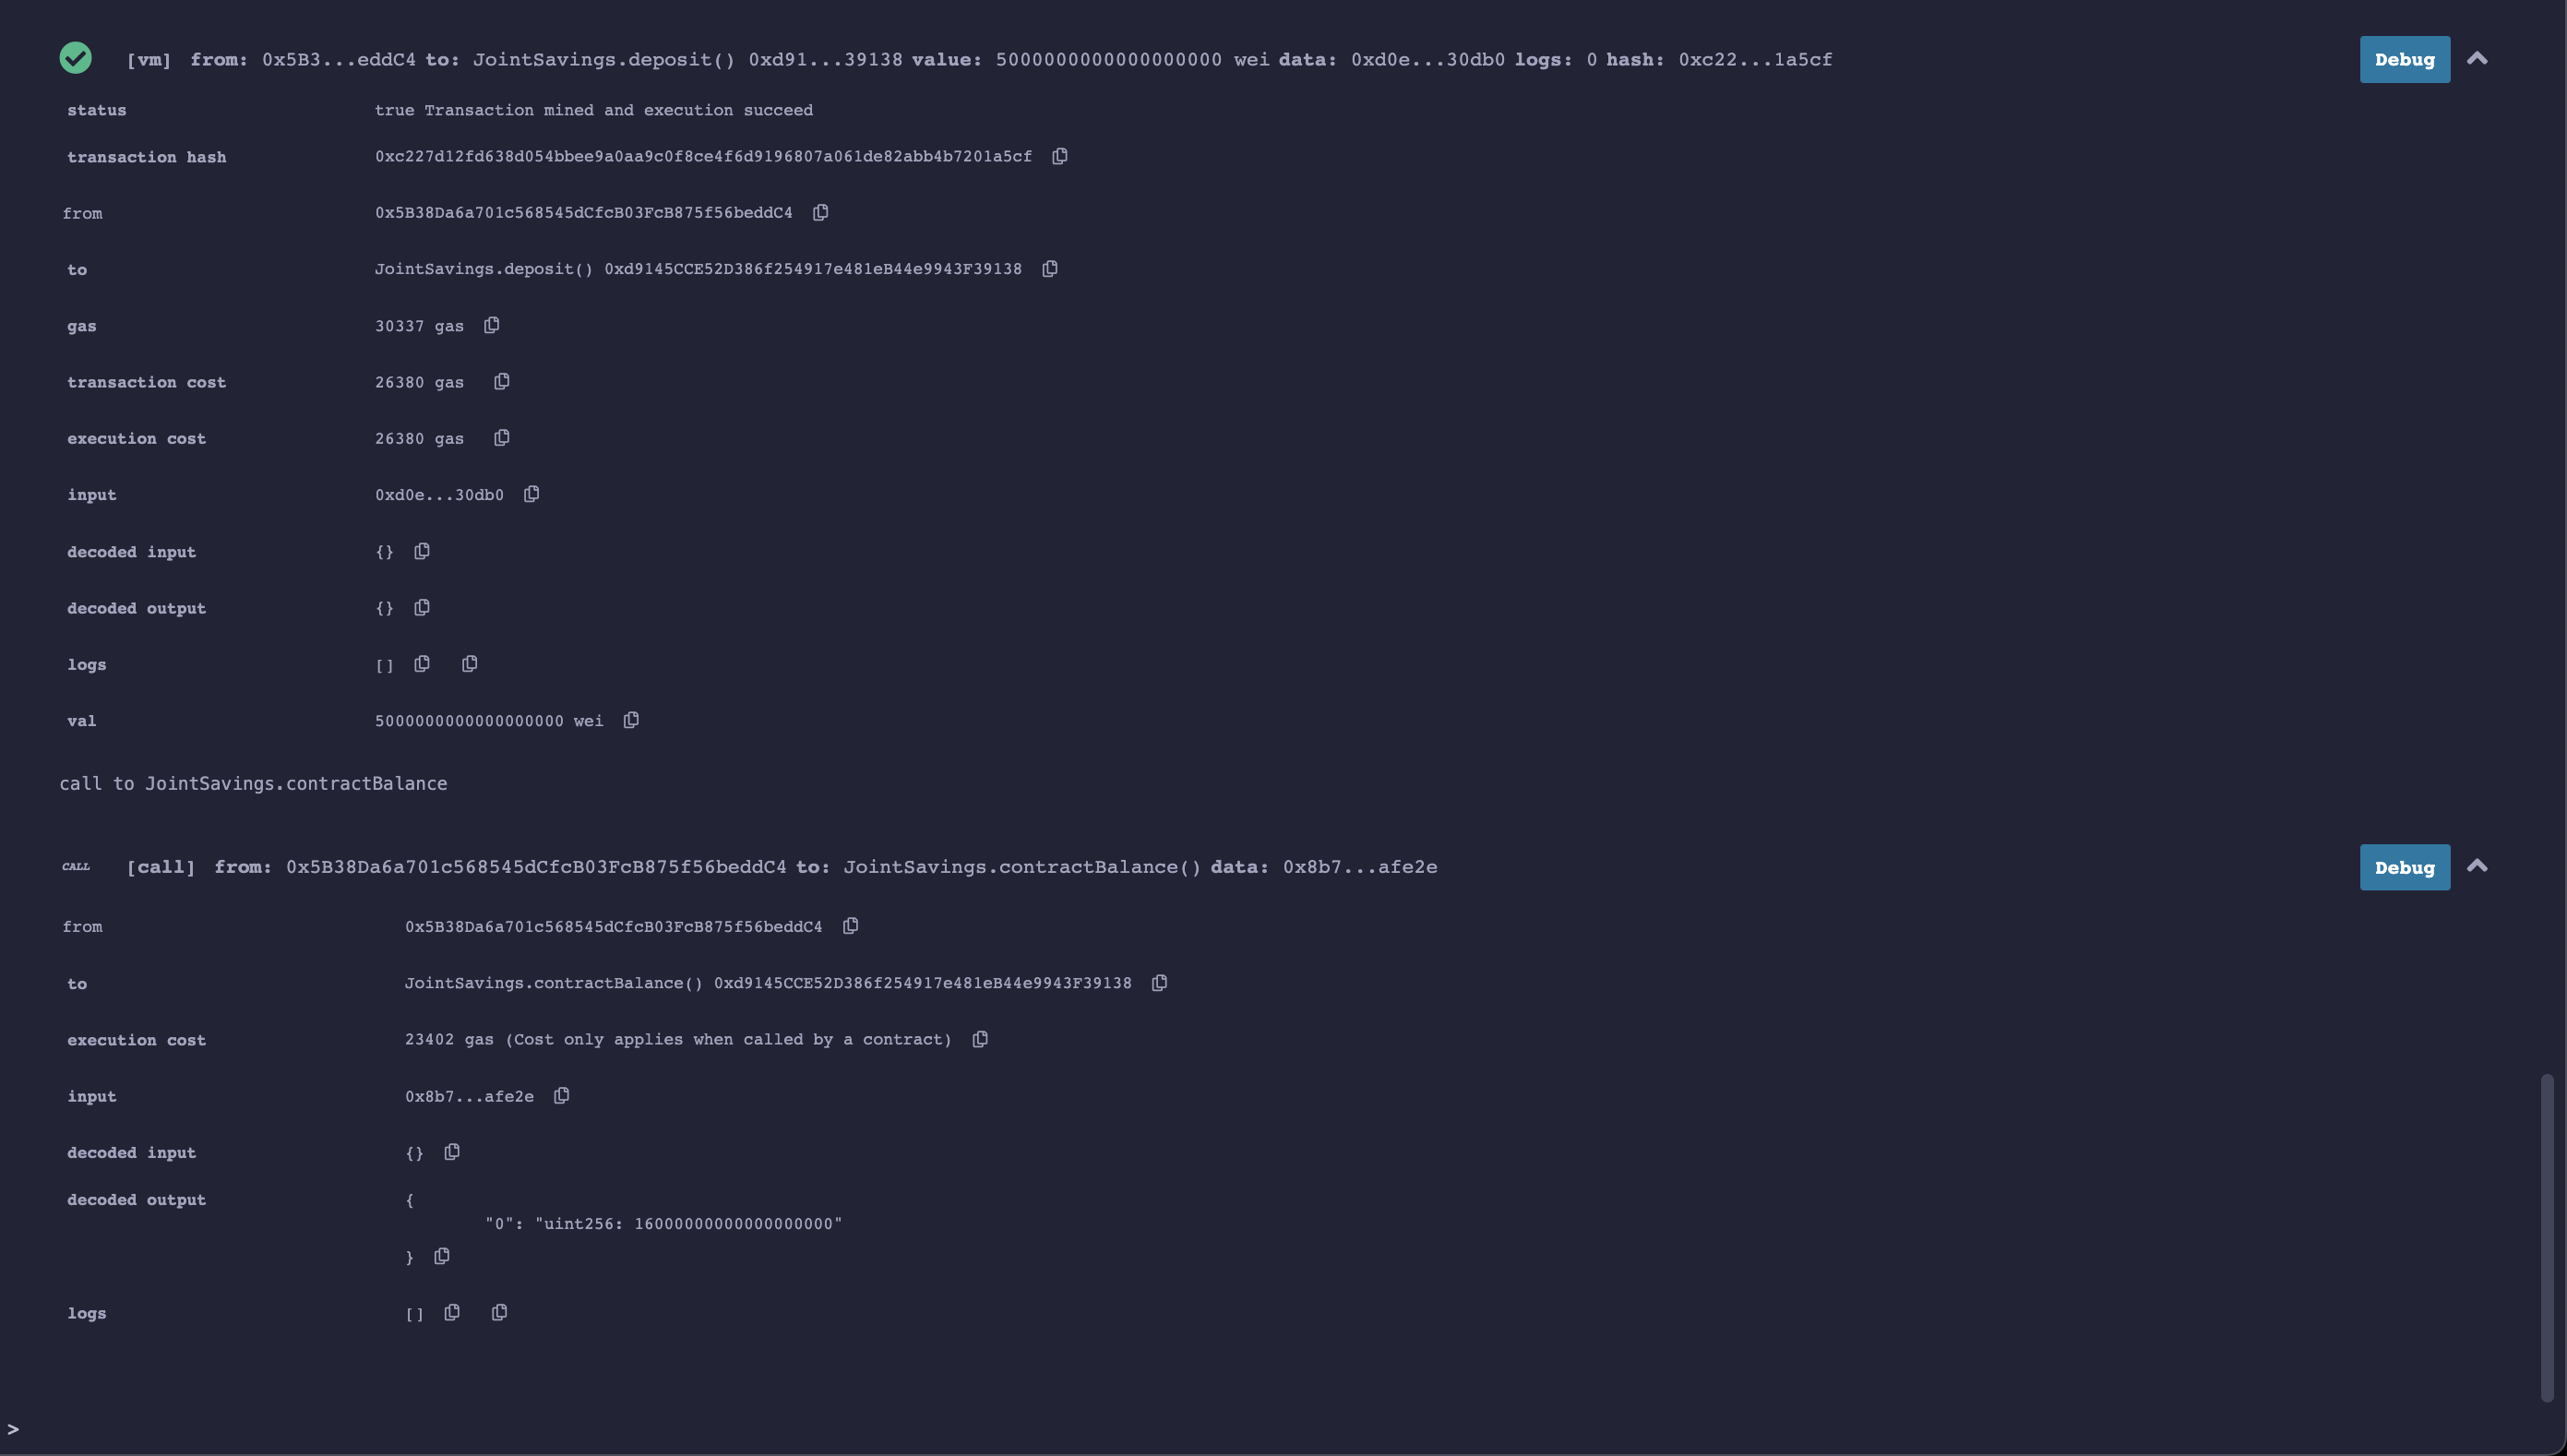 [vm] from: 0x5B3...eddC4 to: JointSavings.deposit() 0xd91...39138 value: 5000000000000000000 wei data: 0xd0e...30db0 logs: 0 hash: 0xc22...1a5cf Debug
status true Transaction mined and execution succeed
transaction hash 0xc227d12fd638d054bbee9a0aa9c0f8ce4f6d9196807a061de82abb4b7201a5cf
from 0x5B38Da6a701c568545dCfcB03FcB875f56beddC4
to JointSavings.deposit() 0xd9145CCE52D386f254917e481eB44e9943F39138
gas 30337 gas
transaction cost 26380 gas
execution cost 26380 gas
input 0xd0e...30db0
decoded input {}
decoded output {}
logs []
val 5000000000000000000 wei
call to JointSavings.contractBalance
CALL [call] from: 0x5B38Da6a701c568545dCfcB03FcB875f56beddC4 to: JointSavings.contractBalance() data: 0x8b7...afe2e Debug
from 0x5B38Da6a701c568545dCfcB03FcB875f56beddC4
to JointSavings.contractBalance() 0xd9145CCE52D386f254917e481eB44e9943F39138
execution cost 23402 gas (Cost only applies when called by a contract)
input 0x8b7...afe2e
decoded input {}
decoded output {
"0": "uint256: 16000000000000000000"
}
logs []
>